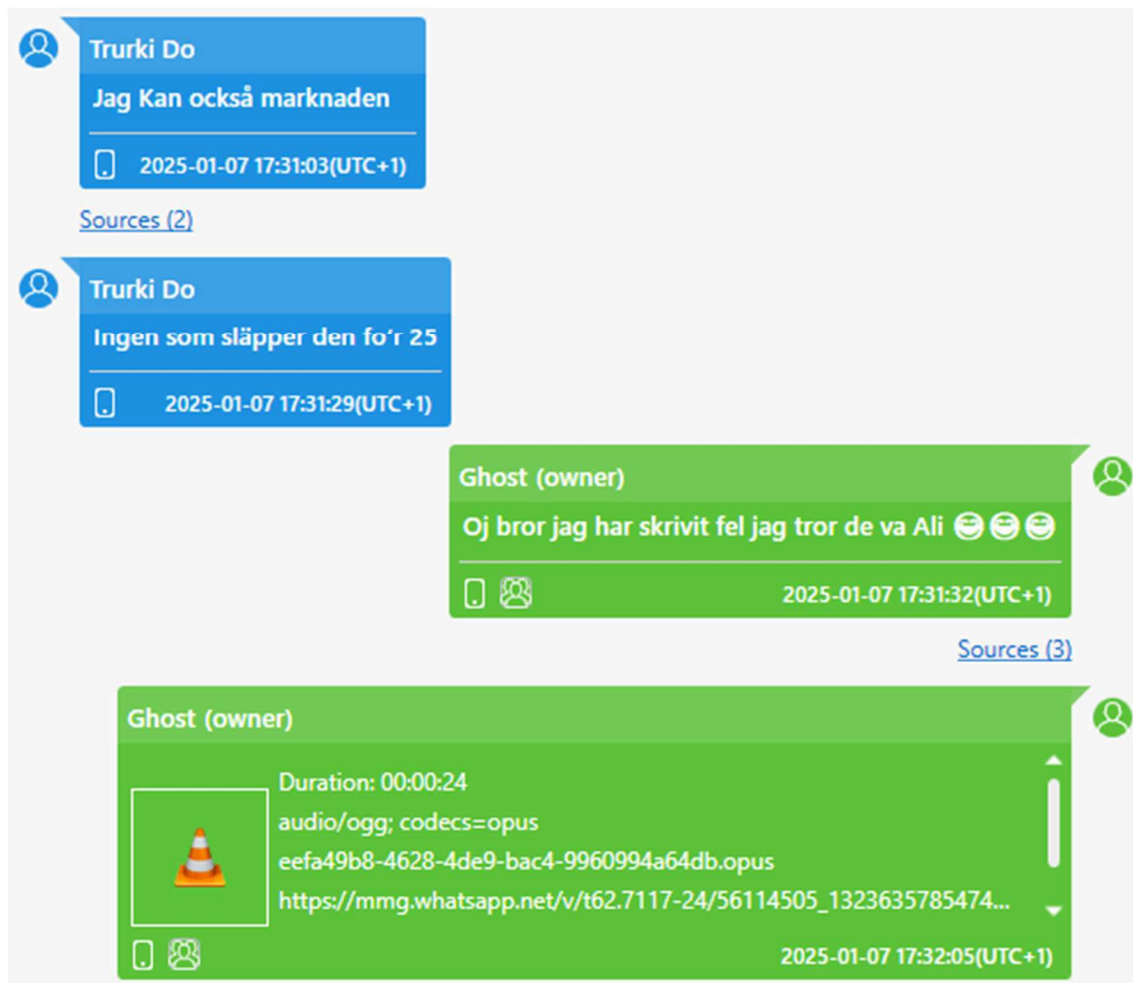 Trurki Do
Jag Kan också marknaden
2025-01-07 17:31:03(UTC+1)
Sources (2)
Trurki Do
Ingen som släpper den fo'r 25
2025-01-07 17:31:29(UTC+1)
Ghost (owner)
Oj bror jag har skrivit fel jag tror de va Ali 😄😄😄
2025-01-07 17:31:32(UTC+1)
Sources (3)
Ghost (owner)
Duration: 00:00:24
audio/ogg; codecs=opus
eefa49b8-4628-4de9-bac4-9960994a64db.opus
https://mmg.whatsapp.net/v/t62.7117-24/56114505_1323635785474...
2025-01-07 17:32:05(UTC+1)